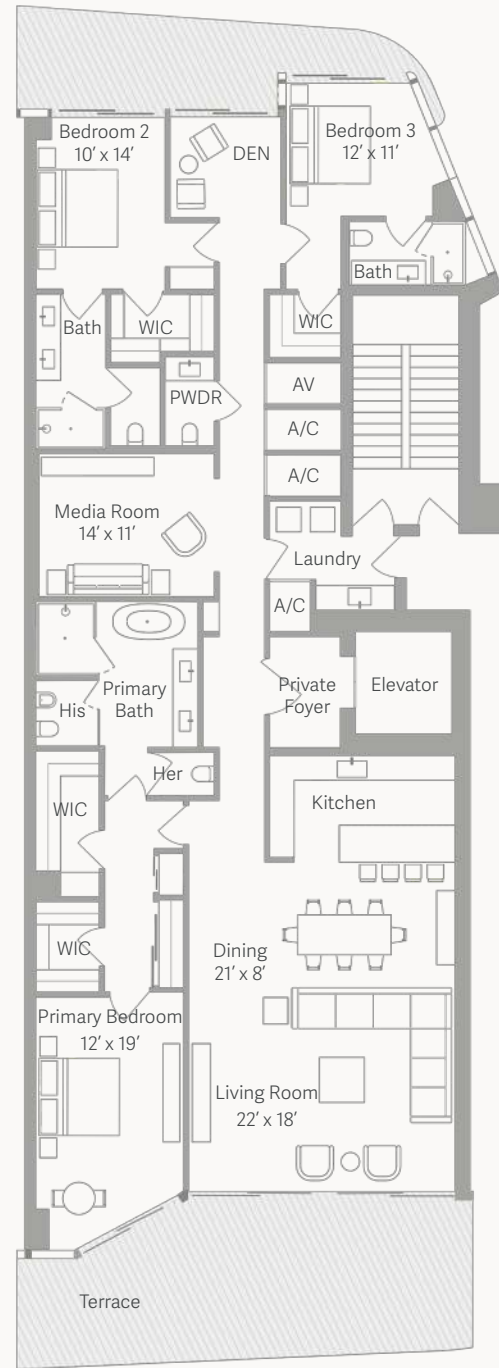 Bedroom 2
10’ x 14’
DEN
Bedroom 3
12’ x 11’
Bath
Bath
WIC
WIC
PWDR
AV
A/C
A/C
Media Room
14’ x 11’
Laundry
A/C
His
Primary
Bath
Private
Foyer
Elevator
Her
WIC
Kitchen
WIC
Dining
21’ x 8’
Primary Bedroom
12’ x 19’
Living Room
22’ x 18’
Terrace